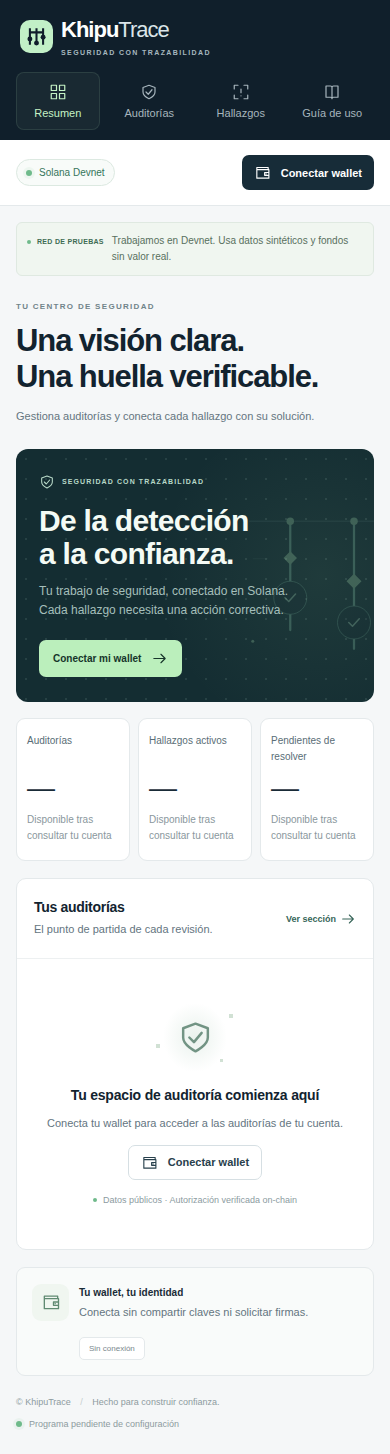 KhipuTrace
SEGURIDAD CON TRAZABILIDAD
Resumen
Auditorías
Hallazgos
Guía de uso
Solana Devnet
Conectar wallet
RED DE PRUEBAS
Trabajamos en Devnet. Usa datos sintéticos y fondos
sin valor real.
TU CENTRO DE SEGURIDAD
Una visión clara.
Una huella verificable.
Gestiona auditorías y conecta cada hallazgo con su solución.
SEGURIDAD CON TRAZABILIDAD
De la detección
a la confianza.
Tu trabajo de seguridad, conectado en Solana.
Cada hallazgo necesita una acción correctiva.
Conectar mi wallet
Auditorías
—
Disponible tras
consultar tu cuenta
Hallazgos activos
—
Disponible tras
consultar tu cuenta
Pendientes de
resolver
—
Disponible tras
consultar tu cuenta
Tus auditorías
El punto de partida de cada revisión.
Ver sección
Tu espacio de auditoría comienza aquí
Conecta tu wallet para acceder a las auditorías de tu cuenta.
Conectar wallet
Datos públicos · Autorización verificada on-chain
Tu wallet, tu identidad
Conecta sin compartir claves ni solicitar firmas.
Sin conexión
© KhipuTrace / Hecho para construir confianza.
Programa pendiente de configuración